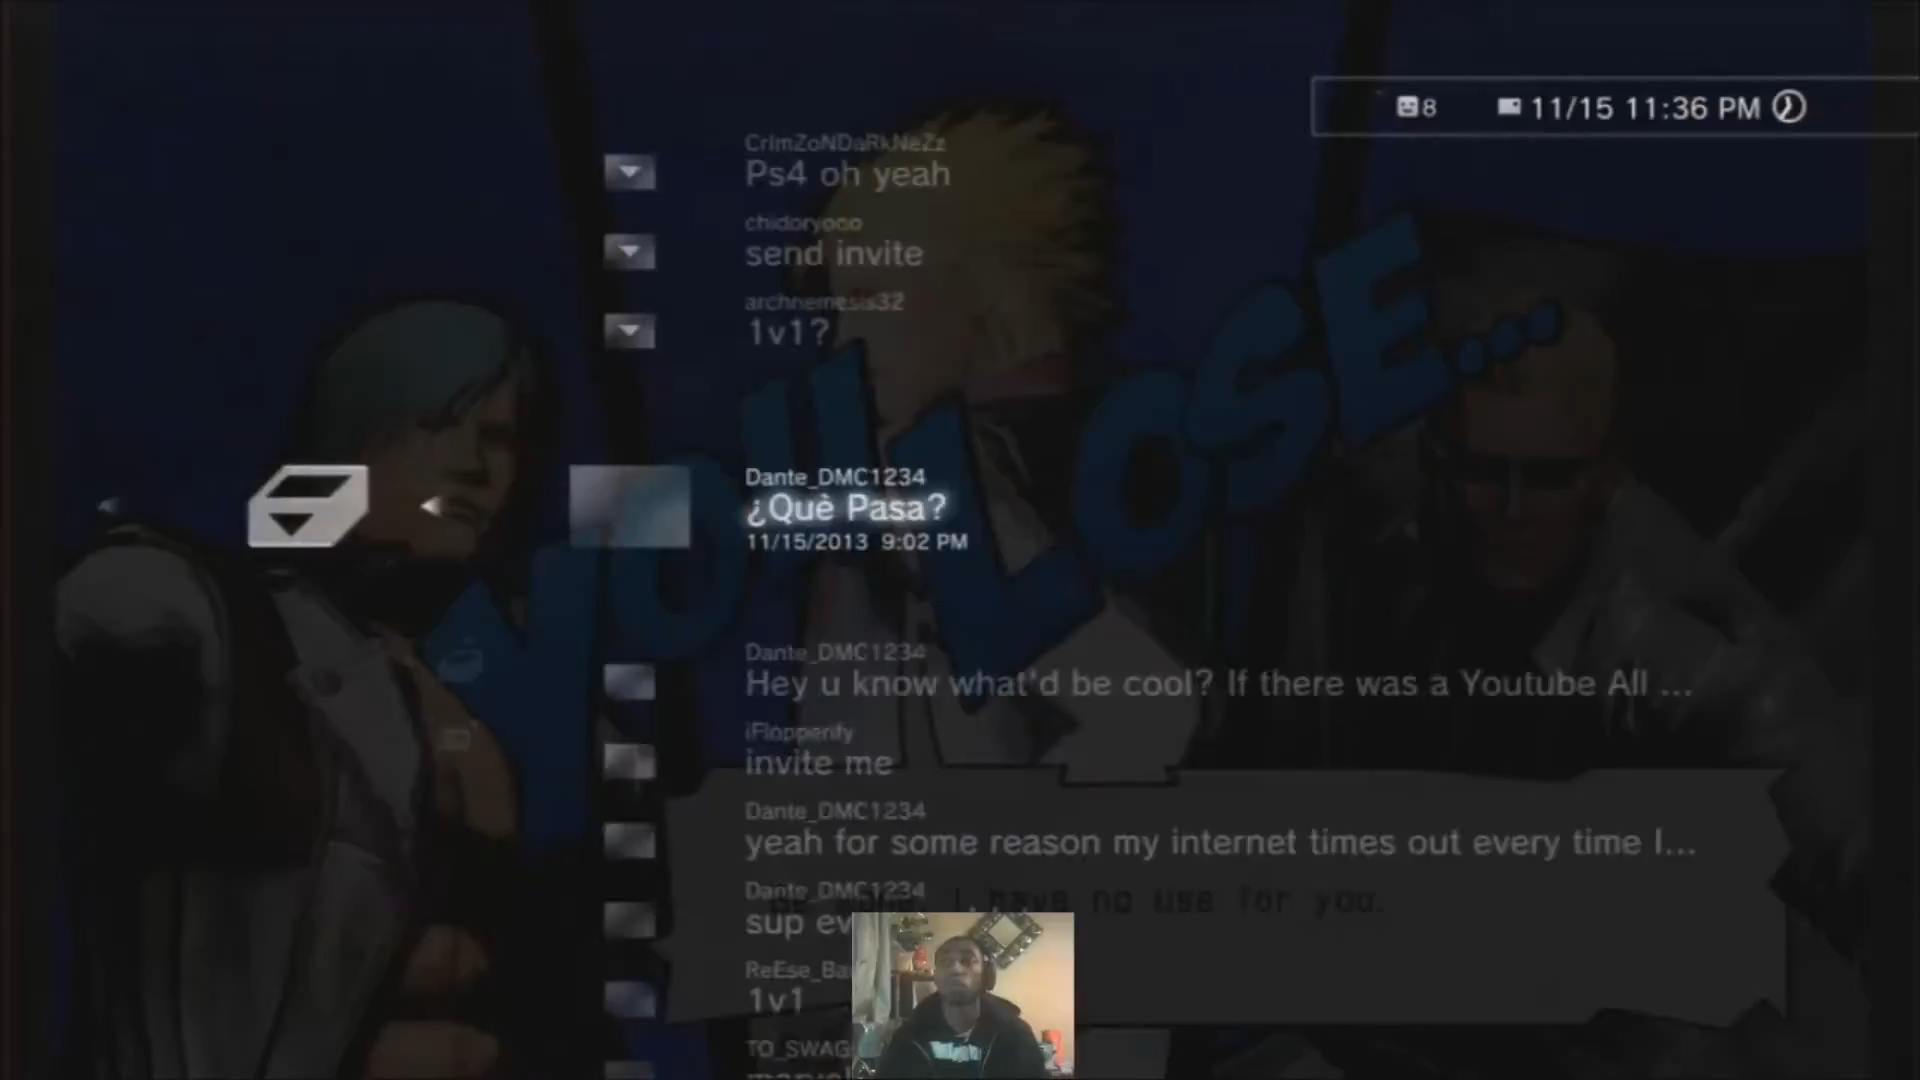 8 11/15 11:36 PM
CrImZoNDaRkNeZz
Ps4 oh yeah
chidoryooo
send invite
archnemesis32
1v1?
YOU LOSE...
Dante_DMC1234
¿Què Pasa?
11/15/2013 9:02 PM
Dante_DMC1234
Hey u know what'd be cool? If there was a Youtube All ...
iFlopperify
invite me
Dante_DMC1234
yeah for some reason my internet times out every time I...
Dante_DMC1234
I have no use for you.
sup ev
ReEse_Ba
1v1
TO_SWAG